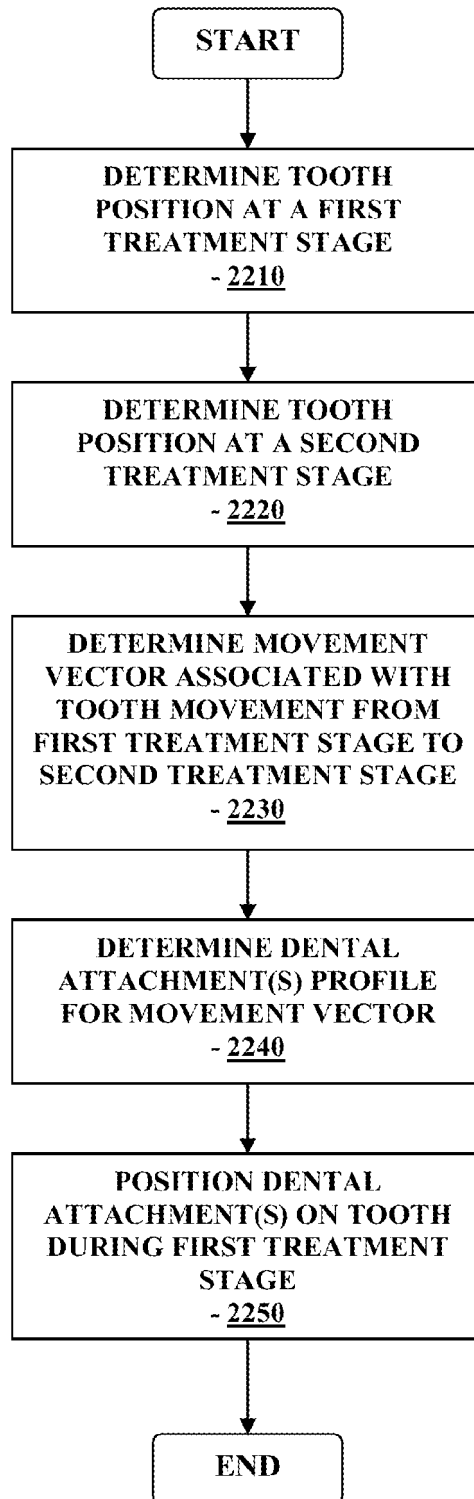 START
DETERMINE TOOTH
POSITION AT A FIRST
TREATMENT STAGE
- 2210
DETERMINE TOOTH
POSITION AT A SECOND
TREATMENT STAGE
- 2220
DETERMINE MOVEMENT
VECTOR ASSOCIATED WITH
TOOTH MOVEMENT FROM
FIRST TREATMENT STAGE TO
SECOND TREATMENT STAGE
- 2230
DETERMINE DENTAL
ATTACHMENT(S) PROFILE
FOR MOVEMENT VECTOR
- 2240
POSITION DENTAL
ATTACHMENT(S) ON TOOTH
DURING FIRST TREATMENT
STAGE
- 2250
END